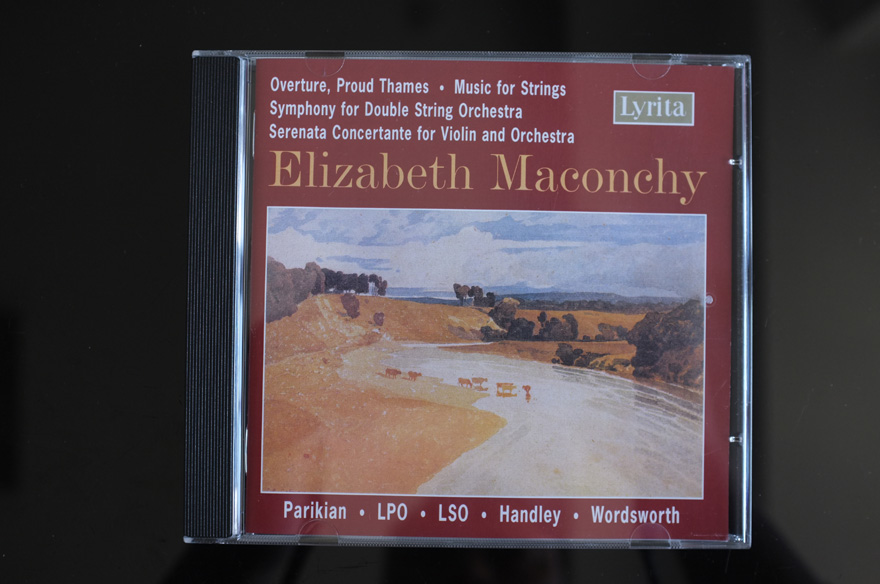 Overture, Proud Thames • Music for Strings
Symphony for Double String Orchestra
Serenata Concertante for Violin and Orchestra
Lyrita
Elizabeth Maconchy
Parikian • LPO • LSO • Handley • Wordsworth